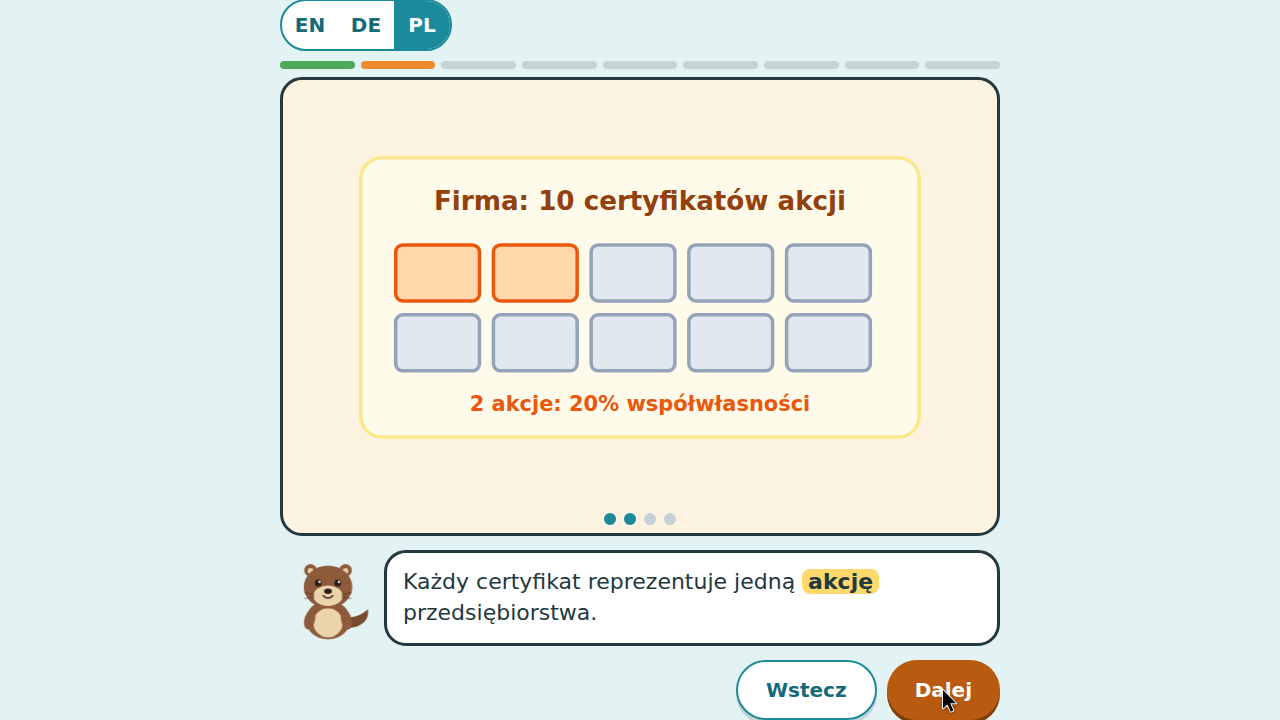 EN DE PL
Firma: 10 certyfikatów akcji
2 akcje: 20% współwłasności
Każdy certyfikat reprezentuje jedną akcję
przedsiębiorstwa.
Wstecz Dalej